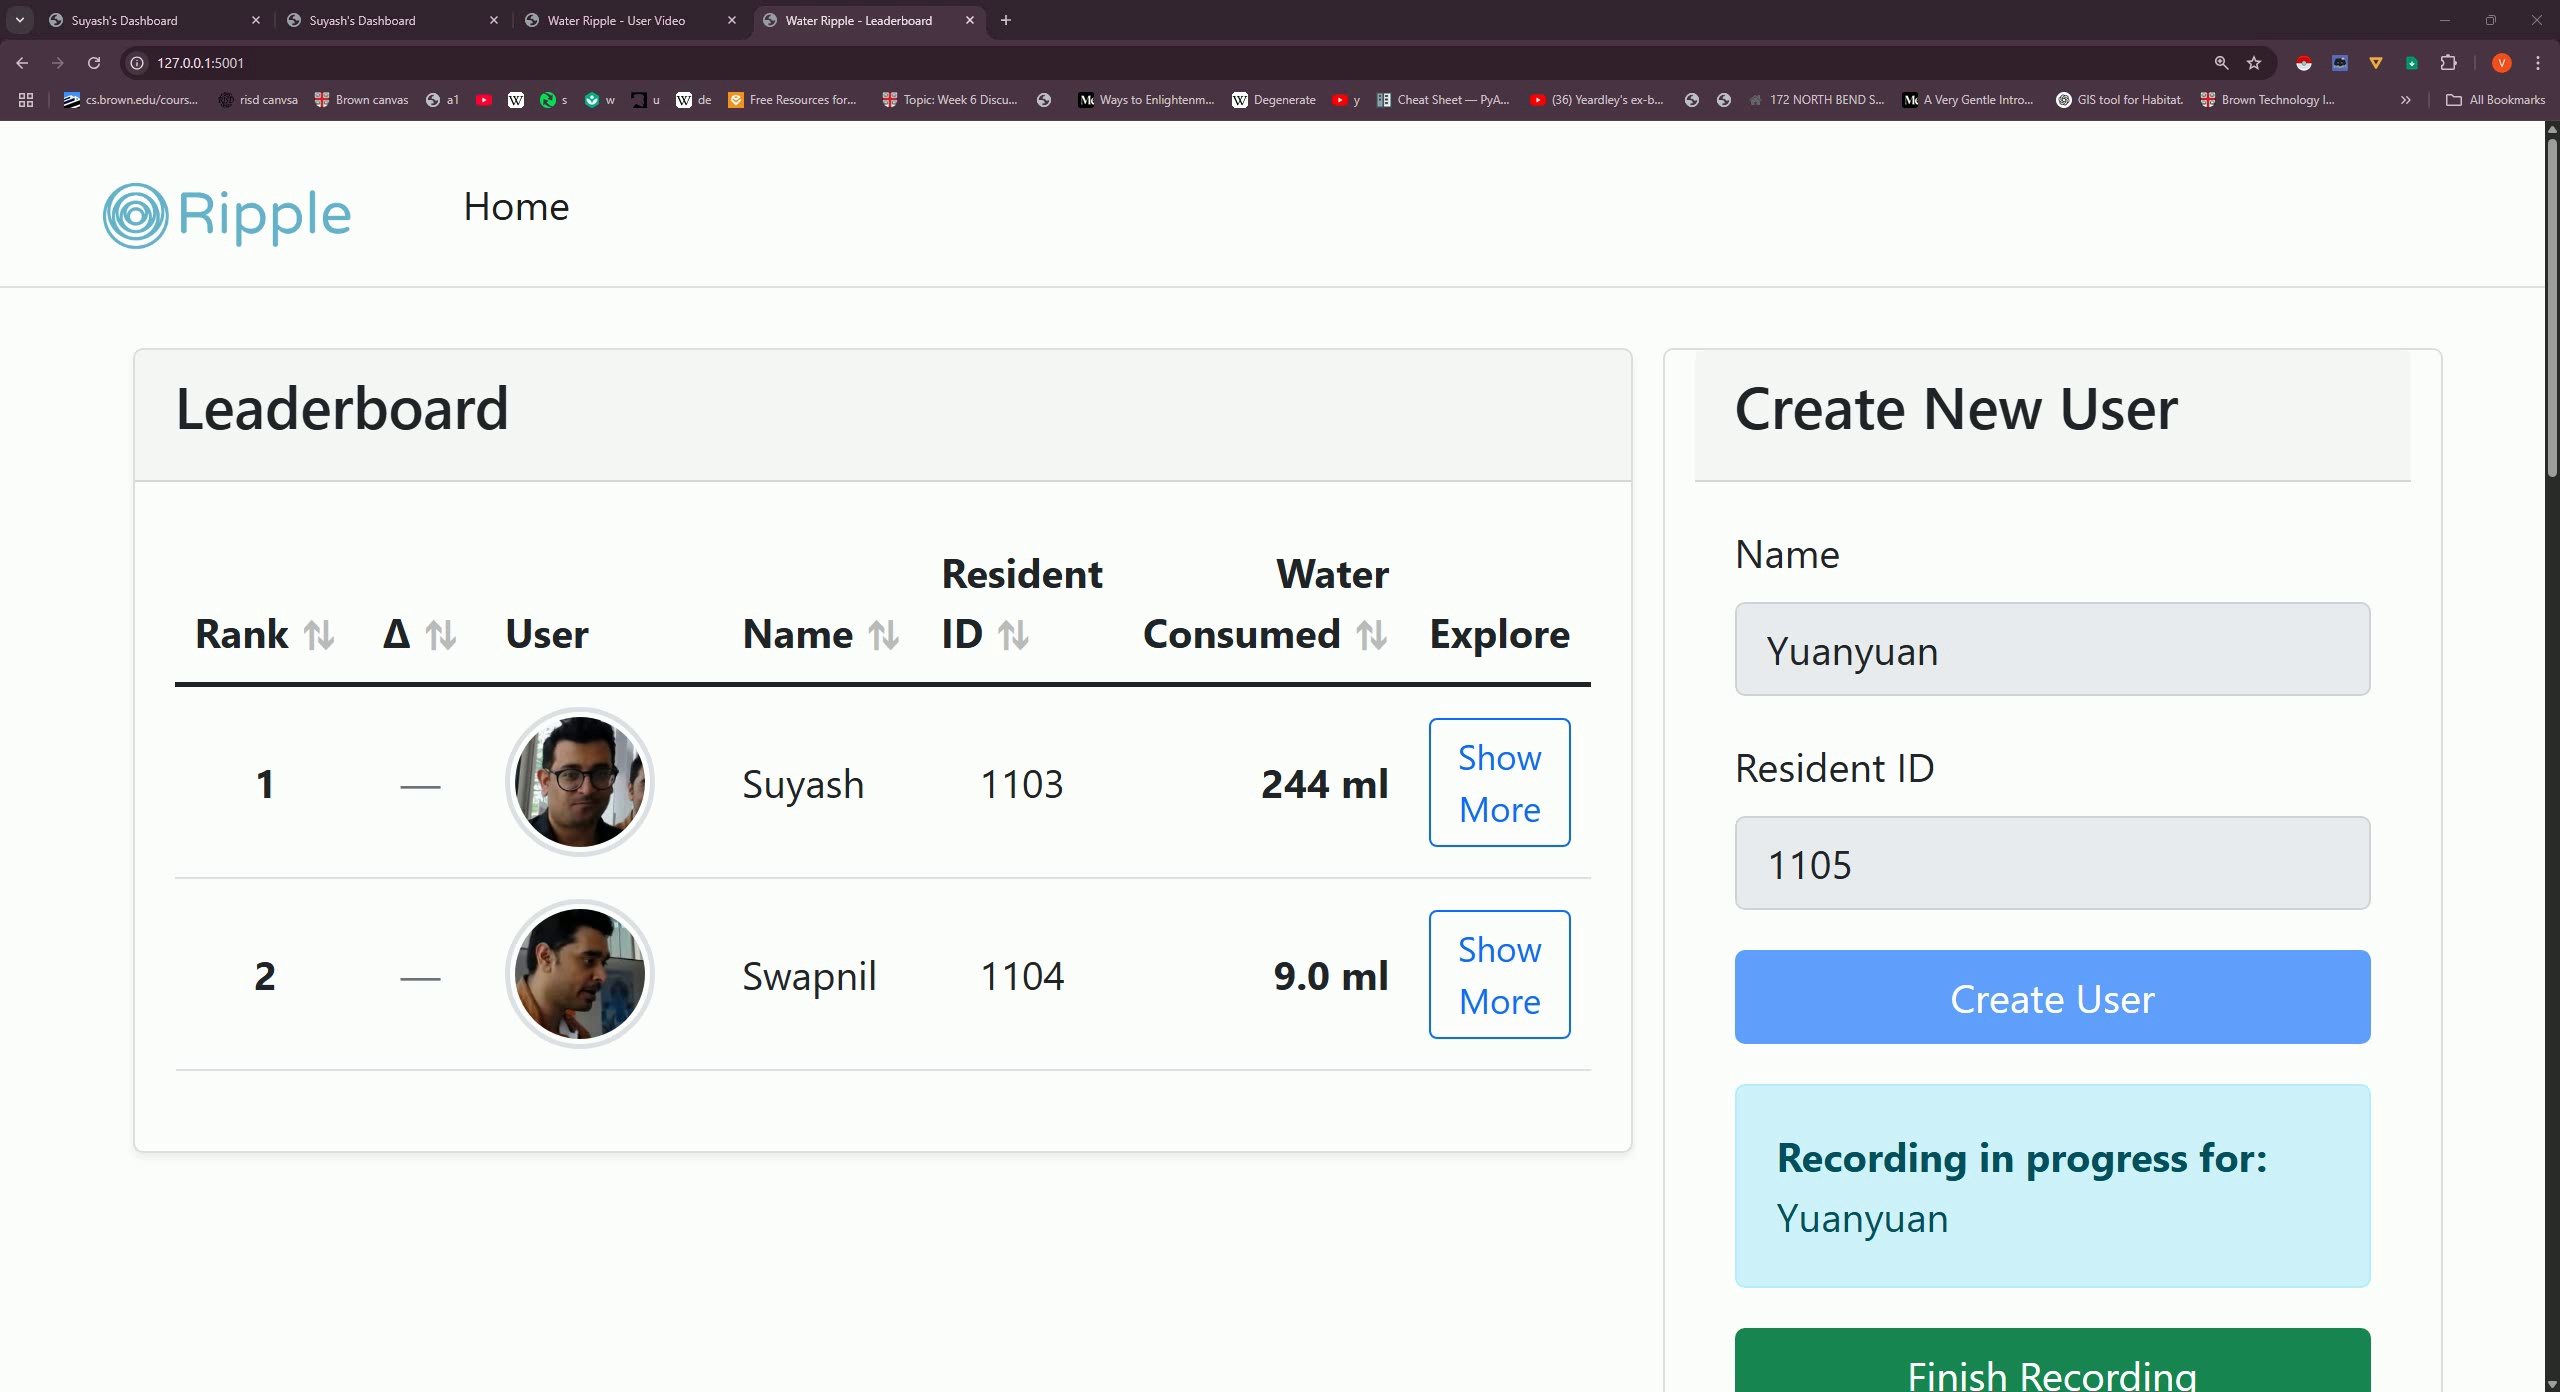 Suyash's Dashboard
Suyash's Dashboard
Water Ripple - User Video
Water Ripple - Leaderboard
127.0.0.1:5001
V
cs.brown.edu/cours...
risd canvsa
Brown canvas
a1
s
w
u
de
Free Resources for...
Topic: Week 6 Discu...
Ways to Enlightenm...
Degenerate
y
Cheat Sheet — PyA...
(36) Yeardley's ex-b...
172 NORTH BEND S...
A Very Gentle Intro...
GIS tool for Habitat.
Brown Technology I...
All Bookmarks
Ripple
Home
Leaderboard
Rank
Δ
User
Name
Resident
ID
Water
Consumed
Explore
1
—
Suyash
1103
244 ml
Show
More
2
—
Swapnil
1104
9.0 ml
Show
More
Create New User
Name
Yuanyuan
Resident ID
1105
Create User
Recording in progress for:
Yuanyuan
Finish Recording